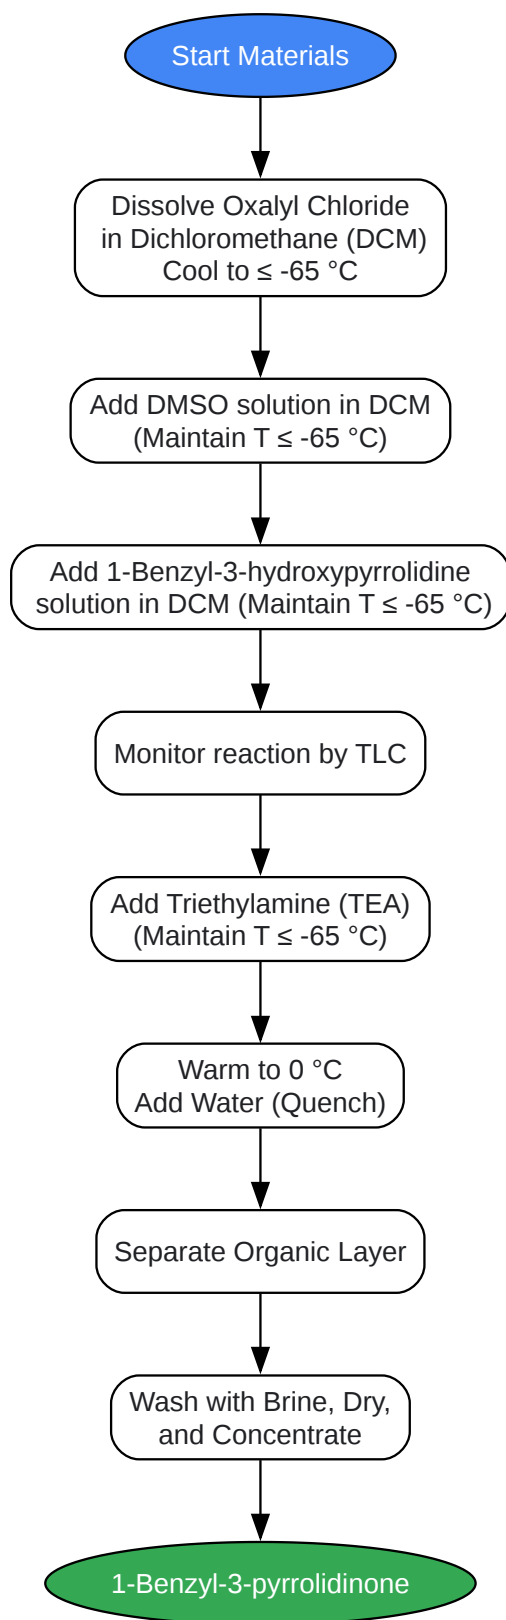 Start Materials
Dissolve Oxalyl Chloride
in Dichloromethane (DCM)
Cool to ≤ -65 °C
Add DMSO solution in DCM
(Maintain T ≤ -65 °C)
Add 1-Benzyl-3-hydroxypyrrolidine
solution in DCM (Maintain T ≤ -65 °C)
Monitor reaction by TLC
Add Triethylamine (TEA)
(Maintain T ≤ -65 °C)
Warm to 0 °C
Add Water (Quench)
Separate Organic Layer
Wash with Brine, Dry,
and Concentrate
1-Benzyl-3-pyrrolidinone